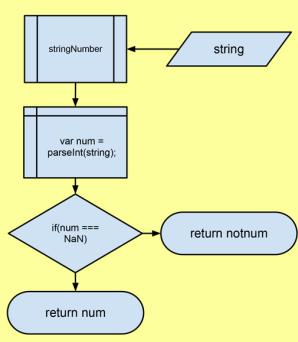 stringNumber
string
var num =
parseInt(string);
if(num ===
NaN)
return notnum
return num